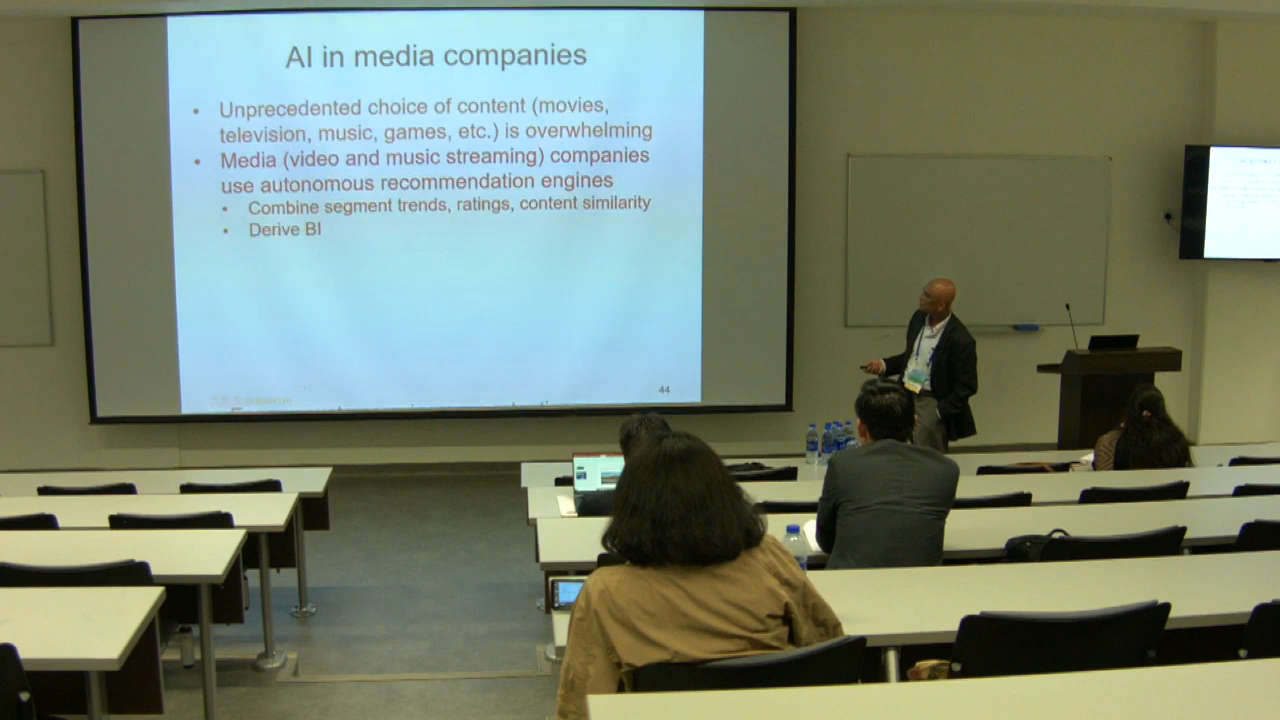 AI in media companies
• Unprecedented choice of content (movies,
television, music, games, etc.) is overwhelming
• Media (video and music streaming) companies
use autonomous recommendation engines
• Combine segment trends, ratings, content similarity
• Derive BI
44